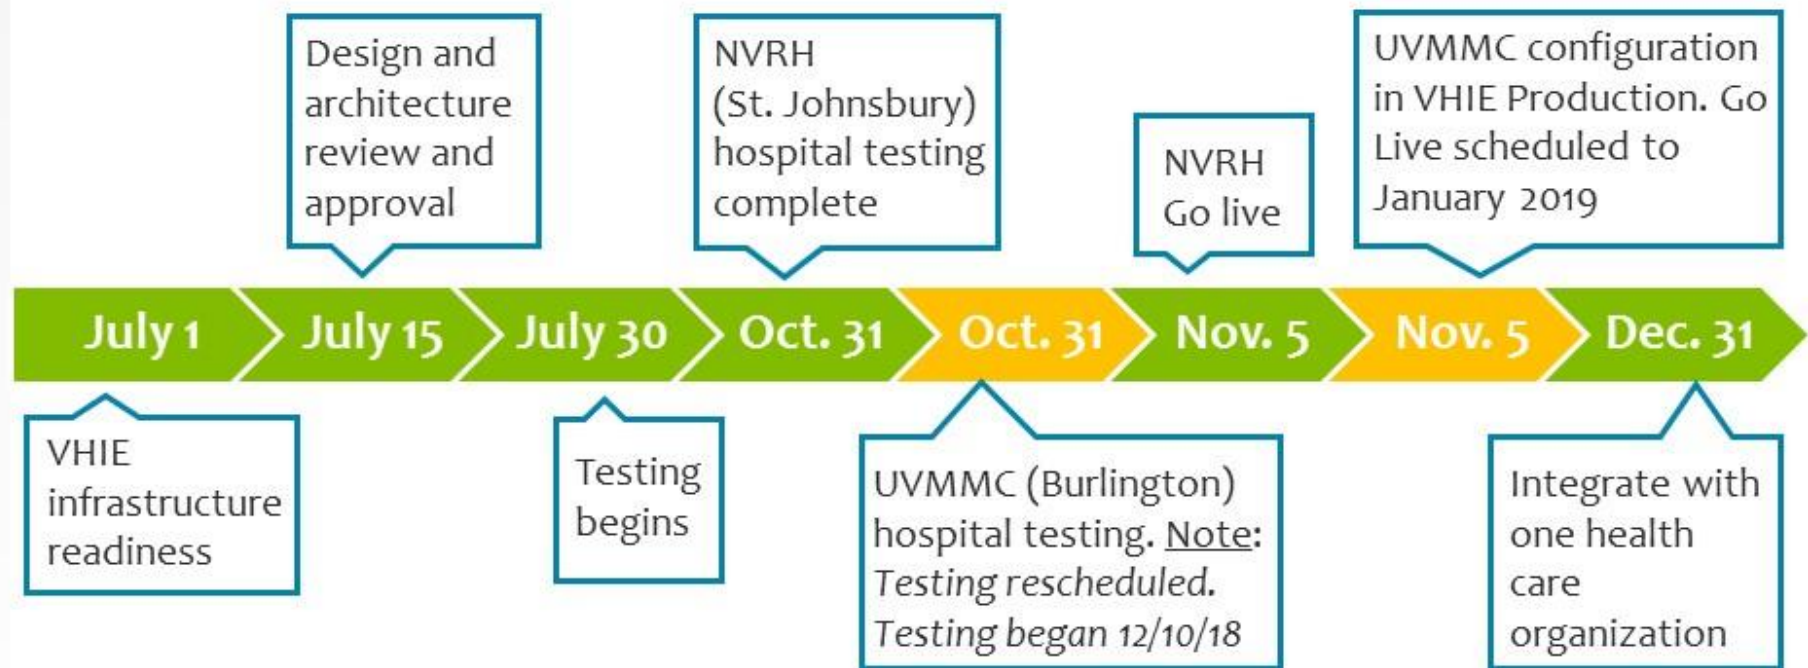 Design and
architecture
review and
approval
NVRH
(St. Johnsbury)
hospital testing
complete
NVRH
Go live
UVMMC configuration
in VHIE Production. Go
Live scheduled to
January 2019
July 1
July 15
July 30
Oct. 31
Oct. 31
Nov. 5
Nov. 5
Dec. 31
VHIE
infrastructure
readiness
Testing
begins
UVMMC (Burlington)
hospital testing. Note:
Testing rescheduled.
Testing began 12/10/18
Integrate with
one health
care
organization